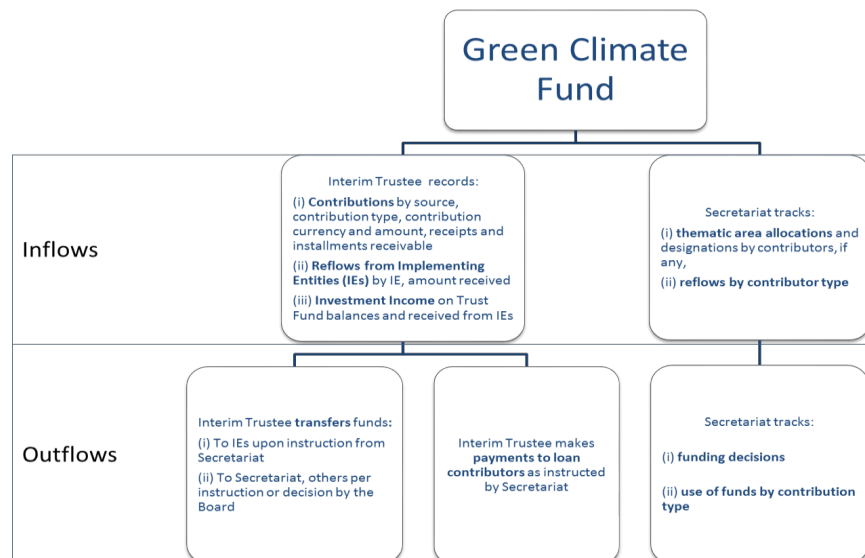 Green Climate
Fund
Inflows
Interim Trustee records:
(i) Contributions by source,
contribution type, contribution
currency and amount, receipts and
installments receivable
(ii) Reflows from Implementing
Entities (IEs) by IE, amount received
(iii) Investment Income on Trust
Fund balances and received from IEs
Secretariat tracks:
(i) thematic area allocations and
designations by contributors, if
any,
(ii) reflows by contributor type
Outflows
Interim Trustee transfers funds:
(i) To IEs upon instruction from
Secretariat
(ii) To Secretariat, others per
instruction or decision by the
Board
Interim Trustee makes
payments to loan
contributors as instructed
by Secretariat
Secretariat tracks:
(i) funding decisions
(ii) use of funds by contribution
type